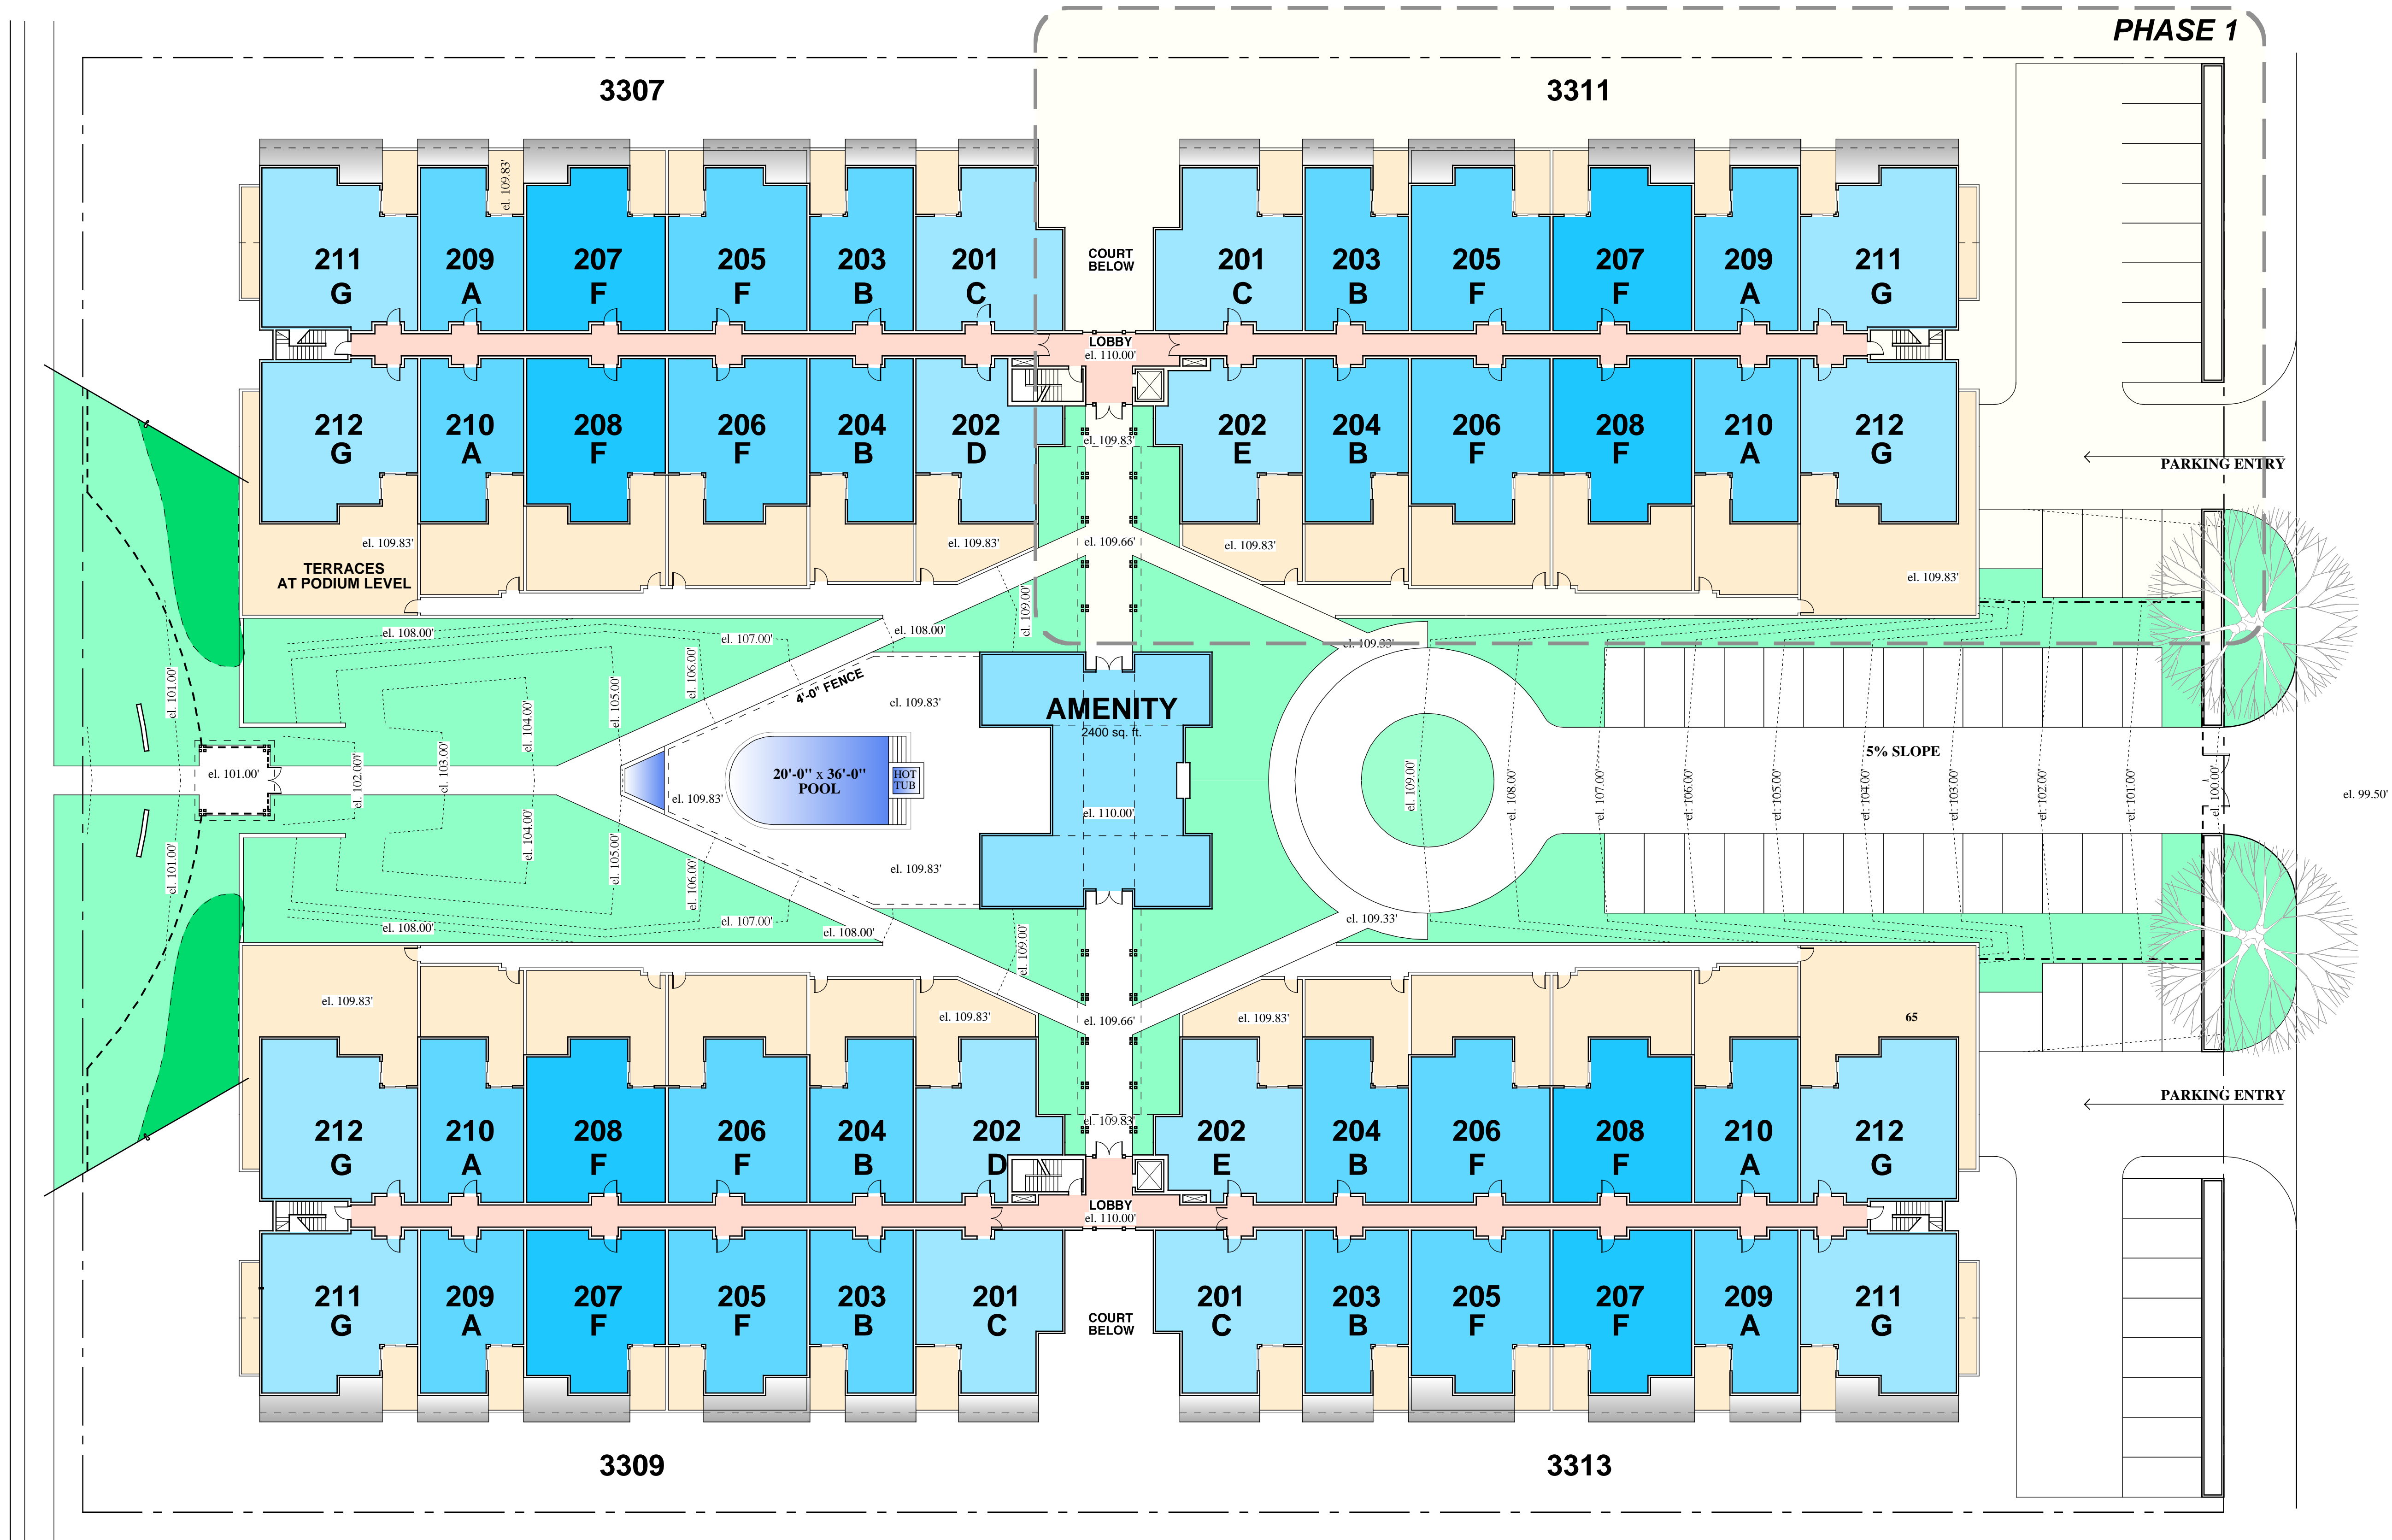 PHASE 1
3307
3311
el. 109.83'
211
G
209
A
207
F
205
F
203
B
201
C
COURT
BELOW
201
C
203
B
205
F
207
F
209
A
211
G
LOBBY
el. 110.00'
212
G
210
A
208
F
206
F
204
B
202
D
el. 109.83'
202
E
204
B
206
F
208
F
210
A
212
G
PARKING ENTRY
el. 109.83'
el. 109.83'
el. 109.66'
el. 109.83'
TERRACES
AT PODIUM LEVEL
el. 109.83'
el. 109.00'
el. 108.00'
el. 107.00'
el. 108.00'
el. 109.33'
el. 101.00'
el. 106.00'
el. 105.00'
el. 104.00'
4'-0" FENCE
el. 109.83'
AMENITY
2400 sq. ft.
5% SLOPE
el. 101.00'
el. 102.00"
el. 103.00'
20'-0" x 36'-0"
POOL
HOT
TUB
el. 109.83'
el. 110.00'
el. 109.00'
el. 108.00'
el. 107.00'
el. 106.00'
el. 105.00'
el. 104.00'
el. 103.00'
el. 102.00'
el. 101.00'
el. 100.00'
el. 99.50'
el. 101.00'
el. 104.00'
el. 105.00'
el. 106.00'
el. 109.83'
el. 108.00'
el. 107.00'
el. 108.00'
el. 109.00'
el. 109.33'
el. 109.83'
el. 109.83'
el. 109.66'
el. 109.83'
65
PARKING ENTRY
el. 109.83'
212
G
210
A
208
F
206
F
204
B
202
D
202
E
204
B
206
F
208
F
210
A
212
G
LOBBY
el. 110.00'
211
G
209
A
207
F
205
F
203
B
201
C
COURT
BELOW
201
C
203
B
205
F
207
F
209
A
211
G
3309
3313